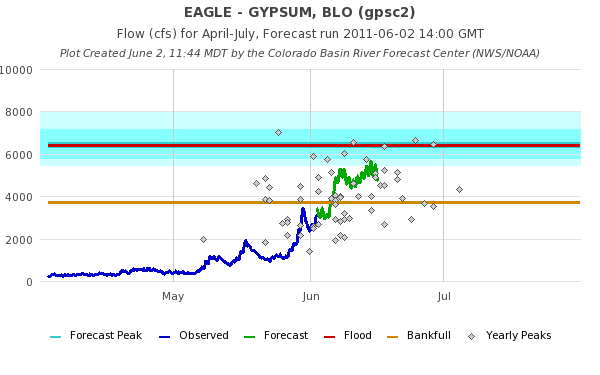 EAGLE - GYPSUM, BLO (gpsc2)
Flow (cfs) for April-July, Forecast run 2011-06-02 14:00 GMT
Plot Created June 2, 11:44 MDT by the Colorado Basin River Forecast Center (NWS/NOAA)
10000
8000
6000
4000
2000
0
May Jun Jul
Forecast Peak Observed Forecast Flood Bankfull Yearly Peaks